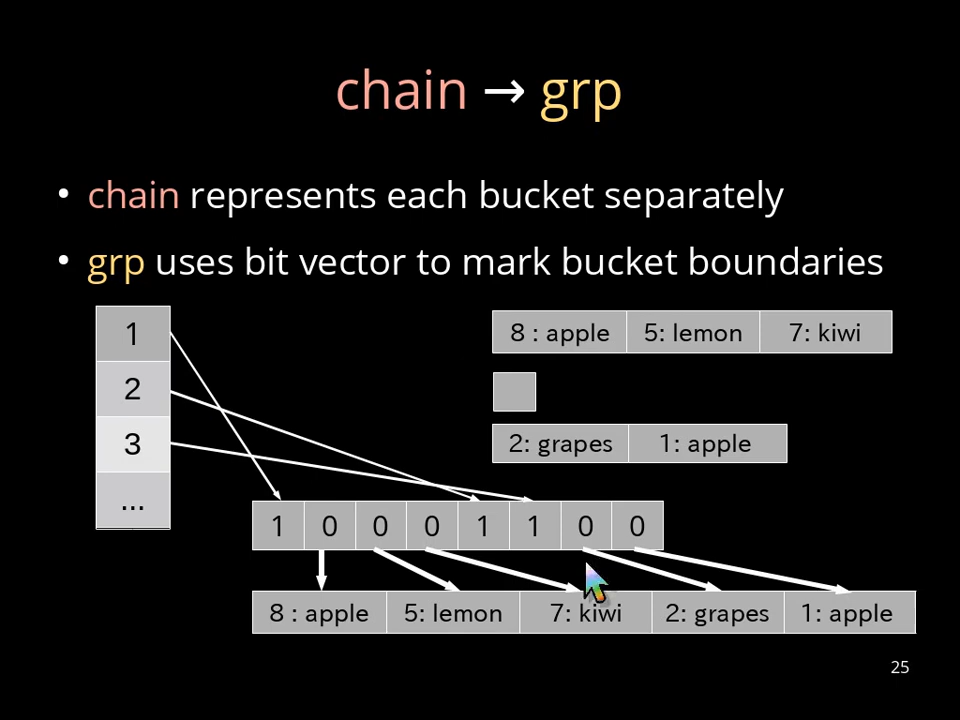 chain → grp
• chain represents each bucket separately
• grp uses bit vector to mark bucket boundaries
1
2
3
...
8 : apple 5: lemon 7: kiwi
2: grapes 1: apple
1 0 0 0 1 1 0 0
8 : apple 5: lemon 7: kiwi 2: grapes 1: apple
25